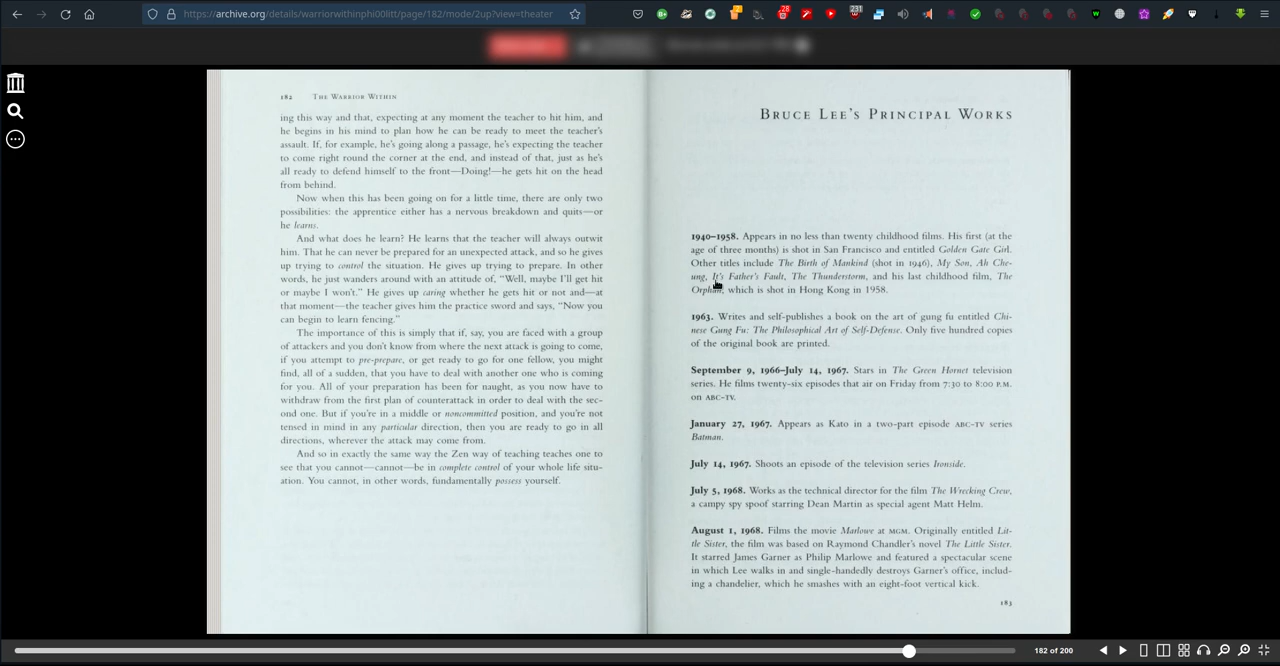 https://archive.org/details/warriorwithinphi00litt/page/182/mode/2up?view=theater
28
231
182 The Warrior Within
ing this way and that, expecting at any moment the teacher to hit him, and
he begins in his mind to plan how he can be ready to meet the teacher's
assault. If, for example, he's going along a passage, he's expecting the teacher
to come right round the corner at the end, and instead of that, just as he's
all ready to defend himself to the front—Doing!—he gets hit on the head
from behind.
Now when this has been going on for a little time, there are only two
possibilities: the apprentice either has a nervous breakdown and quits—or
he learns.
And what does he learn? He learns that the teacher will always outwit
him. That he can never be prepared for an unexpected attack, and so he gives
up trying to control the situation. He gives up trying to prepare. In other
words, he just wanders around with an attitude of, "Well, maybe I'll get hit
or maybe I won't." He gives up caring whether he gets hit or not and—at
that moment—the teacher gives him the practice sword and says, "Now you
can begin to learn fencing."
The importance of this is simply that if, say, you are faced with a group
of attackers and you don't know from where the next attack is going to come,
if you attempt to pre-prepare, or get ready to go for one fellow, you might
find, all of a sudden, that you have to deal with another one who is coming
for you. All of your preparation has been for naught, as you now have to
withdraw from the first plan of counterattack in order to deal with the sec-
ond one. But if you're in a middle or noncommitted position, and you're not
tensed in mind in any particular direction, then you are ready to go in all
directions, wherever the attack may come from.
And so in exactly the same way the Zen way of teaching teaches one to
see that you cannot—cannot—be in complete control of your whole life situ-
ation. You cannot, in other words, fundamentally possess yourself.
Bruce Lee's Principal Works
1940–1958. Appears in no less than twenty childhood films. His first (at the
age of three months) is shot in San Francisco and entitled Golden Gate Girl.
Other titles include The Birth of Mankind (shot in 1946), My Son, Ah Che-
ung, It's Father's Fault, The Thunderstorm, and his last childhood film, The
Orphan, which is shot in Hong Kong in 1958.
1963. Writes and self-publishes a book on the art of gung fu entitled Chi-
nese Gung Fu: The Philosophical Art of Self-Defense. Only five hundred copies
of the original book are printed.
September 9, 1966–July 14, 1967. Stars in The Green Hornet television
series. He films twenty-six episodes that air on Friday from 7:30 to 8:00 P.M.
on ABC-TV.
January 27, 1967. Appears as Kato in a two-part episode ABC-TV series
Batman.
July 14, 1967. Shoots an episode of the television series Ironside.
July 5, 1968. Works as the technical director for the film The Wrecking Crew,
a campy spy spoof starring Dean Martin as special agent Matt Helm.
August 1, 1968. Films the movie Marlowe at MGM. Originally entitled Lit-
tle Sister, the film was based on Raymond Chandler's novel The Little Sister.
It starred James Garner as Philip Marlowe and featured a spectacular scene
in which Lee walks in and single-handedly destroys Garner's office, includ-
ing a chandelier, which he smashes with an eight-foot vertical kick.
183
182 of 200